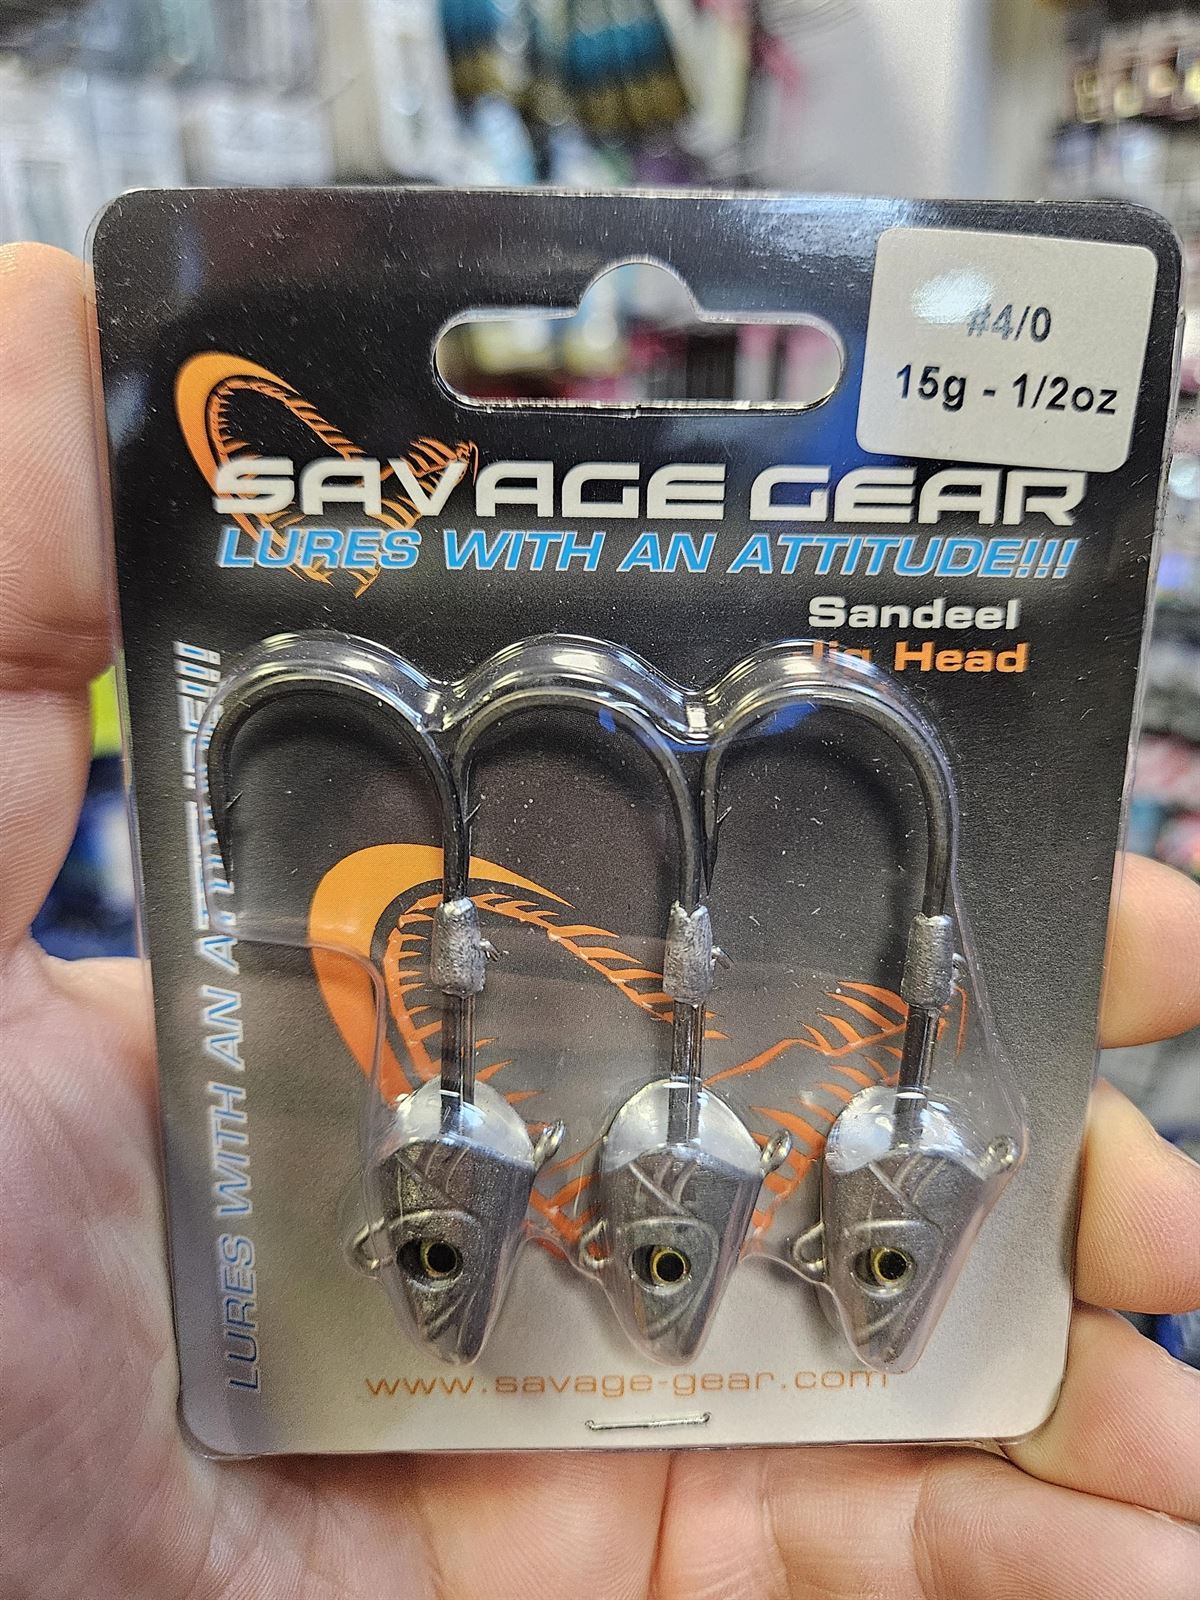 #4/0
15g - 1/2oz
SAVAGE GEAR
LURES WITH AN ATTITUDE!!!
Sandeel
Jig Head
LURES WITH AN ATTITUDE!!!
www.savage-gear.com